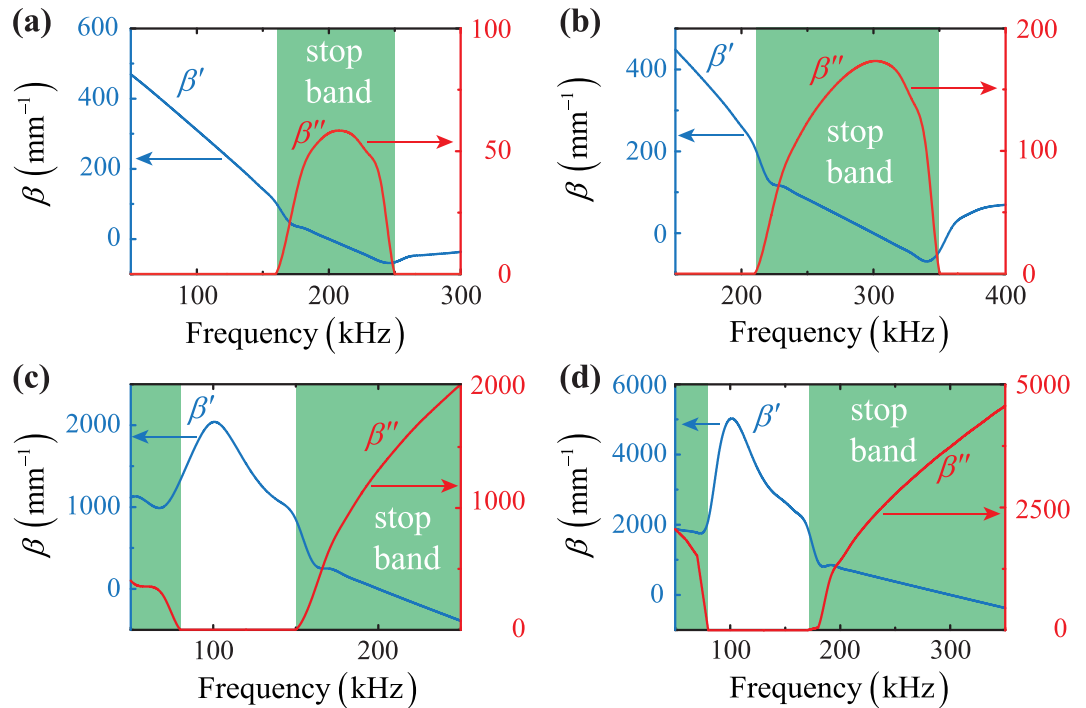 (a)
600
400
200
0
β (mm⁻¹)
β′
β″
stop
band
100
50
0
100
200
300
Frequency (kHz)
(b)
400
200
0
β (mm⁻¹)
β′
β″
stop
band
200
100
0
200
300
400
Frequency (kHz)
(c)
2000
1000
0
β (mm⁻¹)
β′
β″
stop
band
2000
1000
0
100
200
Frequency (kHz)
(d)
6000
4000
2000
0
β (mm⁻¹)
β′
β″
stop
band
5000
2500
0
100
200
300
Frequency (kHz)